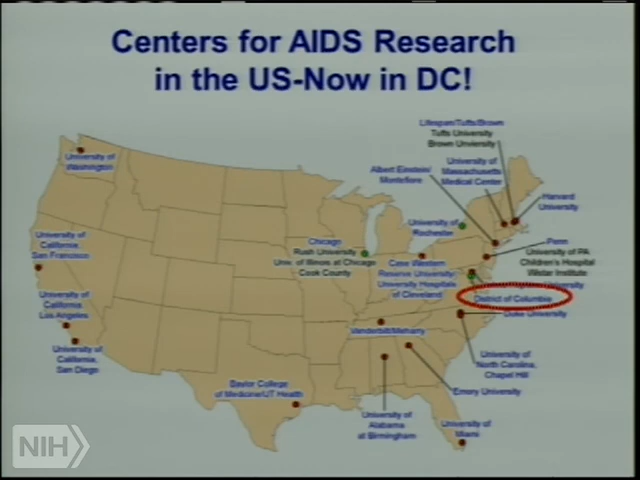 Centers for AIDS Research
in the US-Now in DC!
Lifespan/Tufts/Brown
Tufts University
Brown Unviersity
University of
Washington
Albert Einstein/
Montefiore
University of
Massachusetts
Medical Center
Harvard
University
University of
Rochester
University of
California,
San Francisco
Chicago
Rush University
Univ. of Illinois at Chicago
Cook County
Case Western
Reserve University/
University Hospitals
of Cleveland
Penn
University of PA
Children's Hospital
Wistar Institute
District of Columbia
Duke University
University of
California
Los Angeles
University of
California,
San Diego
Vanderbilt/Meharry
University of
North Carolina,
Chapel Hill
Baylor College
of Medicine/UT Health
Emory University
University of
Alabama
at Birmingham
University of
Miami
NIH